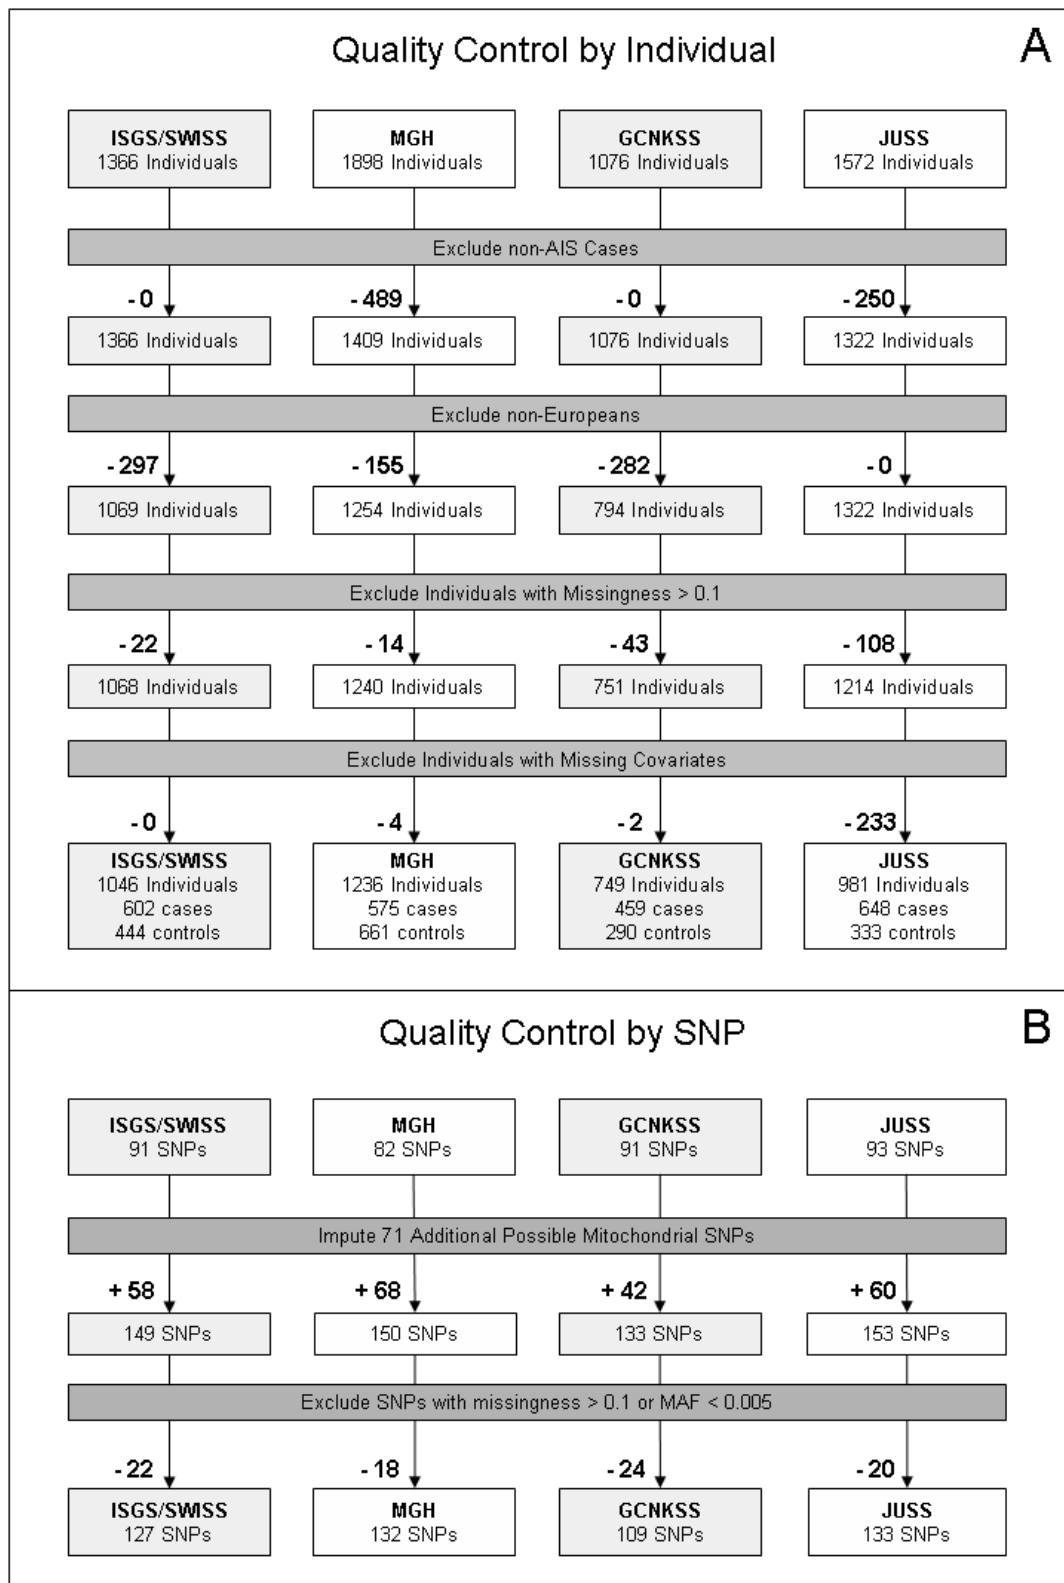 Quality Control by Individual
A
ISGS/SWISS
1366 Individuals
MGH
1898 Individuals
GCNKSS
1076 Individuals
JUSS
1572 Individuals
Exclude non-AIS Cases
- 0
- 489
- 0
- 250
1366 Individuals
1409 Individuals
1076 Individuals
1322 Individuals
Exclude non-Europeans
- 297
- 155
- 282
- 0
1069 Individuals
1254 Individuals
794 Individuals
1322 Individuals
Exclude Individuals with Missingness > 0.1
- 22
- 14
- 43
- 108
1068 Individuals
1240 Individuals
751 Individuals
1214 Individuals
Exclude Individuals with Missing Covariates
- 0
- 4
- 2
- 233
ISGS/SWISS
1046 Individuals
602 cases
444 controls
MGH
1236 Individuals
575 cases
661 controls
GCNKSS
749 Individuals
459 cases
290 controls
JUSS
981 Individuals
648 cases
333 controls
Quality Control by SNP
B
ISGS/SWISS
91 SNPs
MGH
82 SNPs
GCNKSS
91 SNPs
JUSS
93 SNPs
Impute 71 Additional Possible Mitochondrial SNPs
+ 58
+ 68
+ 42
+ 60
149 SNPs
150 SNPs
133 SNPs
153 SNPs
Exclude SNPs with missingness > 0.1 or MAF < 0.005
- 22
- 18
- 24
- 20
ISGS/SWISS
127 SNPs
MGH
132 SNPs
GCNKSS
109 SNPs
JUSS
133 SNPs